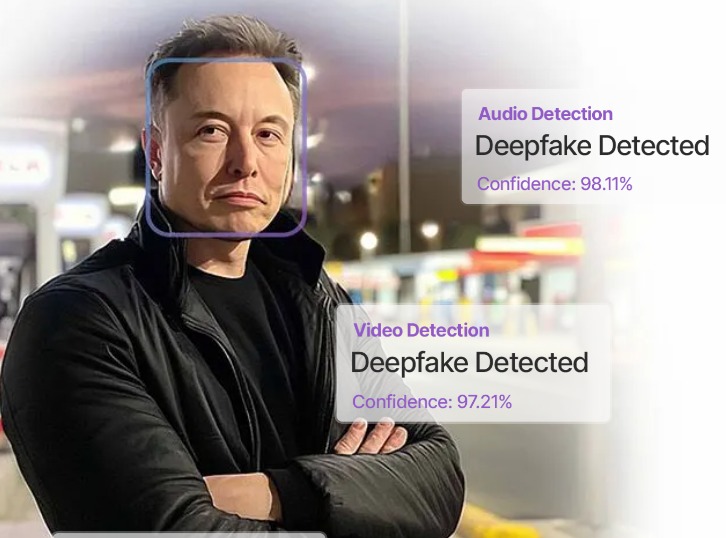 Audio Detection
Deepfake Detected
Confidence: 98.11%
Video Detection
Deepfake Detected
Confidence: 97.21%